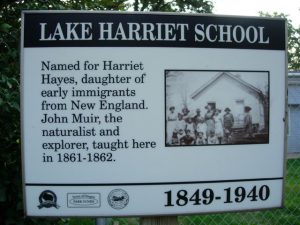 LAKE HARRIET SCHOOL
Named for Harriet
Hayes, daughter of
early immigrants
from New England.
John Muir, the
naturalist and
explorer, taught here
in 1861-1862.
1849-1940